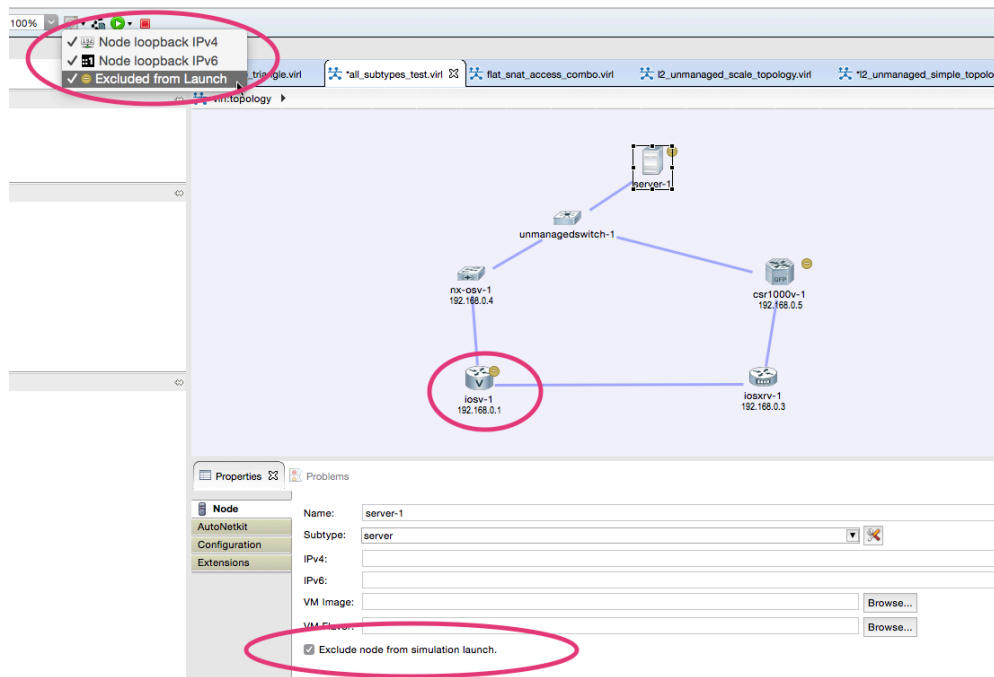 100%
Node loopback IPv4
Node loopback IPv6
Excluded from Launch
_triangle.virl
*all_subtypes_test.virl
flat_snat_access_combo.virl
l2_unmanaged_scale_topology.virl
*l2_unmanaged_simple_topolo
virl:topology
server-1
unmanagedswitch-1
nx-osv-1
192.168.0.4
QFP
csr1000v-1
192.168.0.5
V
iosv-1
192.168.0.1
iosxrv-1
192.168.0.3
Properties
Problems
Node
AutoNetkit
Configuration
Extensions
Name:
server-1
Subtype:
server
IPv4:
IPv6:
VM Image:
Browse...
VM Flavor:
Browse...
Exclude node from simulation launch.